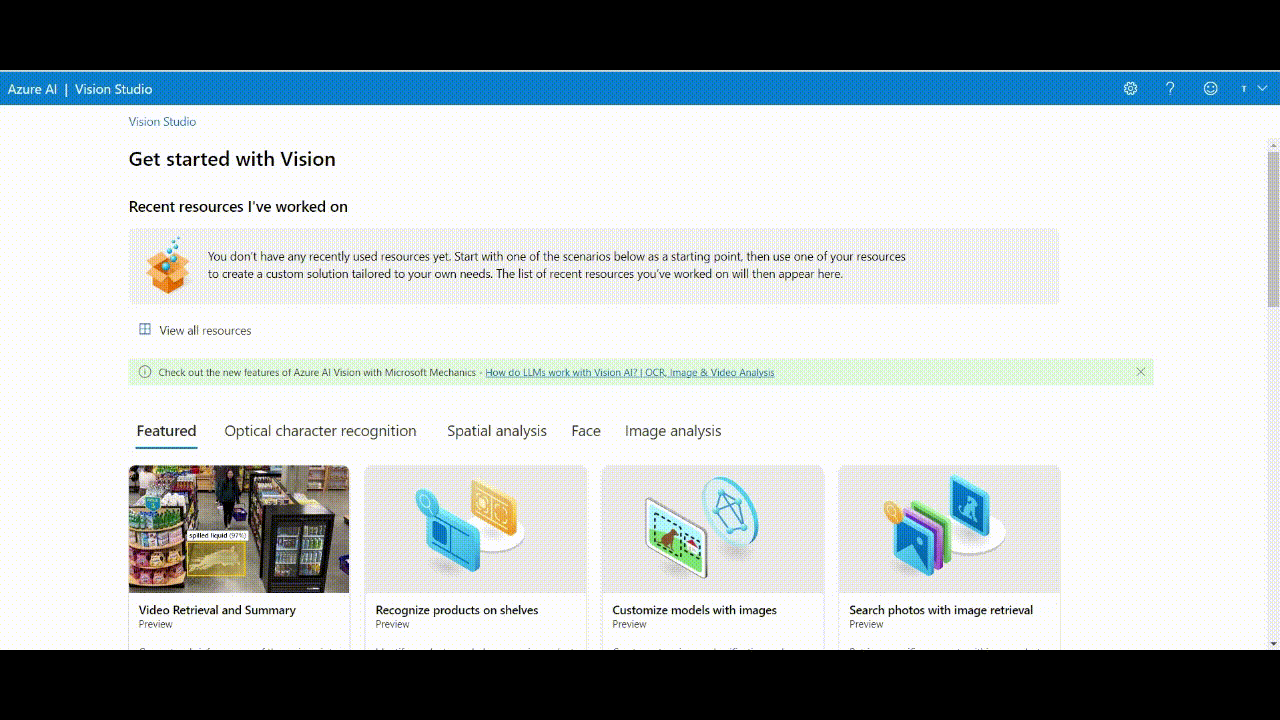 Azure AI | Vision Studio
Vision Studio
Get started with Vision
Recent resources I've worked on
You don't have any recently used resources yet. Start with one of the scenarios below as a starting point, then use one of your resources
to create a custom solution tailored to your own needs. The list of recent resources you've worked on will then appear here.
View all resources
Check out the new features of Azure AI Vision with Microsoft Mechanics - How do LLMs work with Vision AI? | OCR, Image & Video Analysis
Featured Optical character recognition Spatial analysis Face Image analysis
spilled liquid (97%)
Video Retrieval and Summary Recognize products on shelves Customize models with images Search photos with image retrieval
Preview Preview Preview Preview